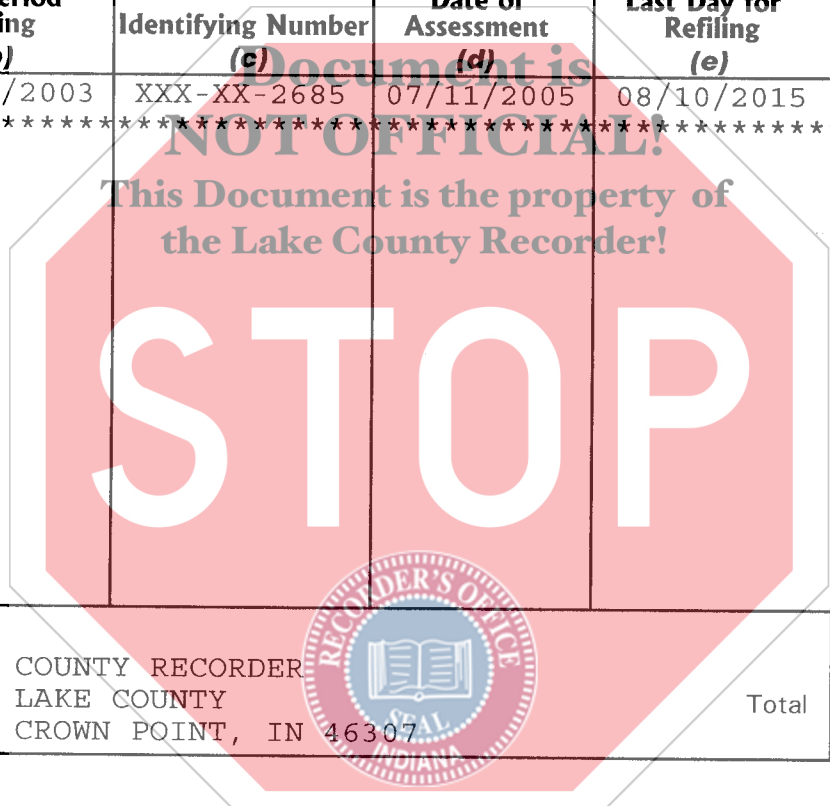 eriod
ing Identifying Number Date of Assessment Last Day for Refiling
) (c) (d) (e)
/2003 XXX-XX-2685 07/11/2005 08/10/2015
****************************************************
Document is
NOT OFFICIAL!
This Document is the property of
the Lake County Recorder!
STOP
RECORDER'S OFFICE
SEAL
INDIANA
COUNTY RECORDER
LAKE COUNTY Total
CROWN POINT, IN 46307